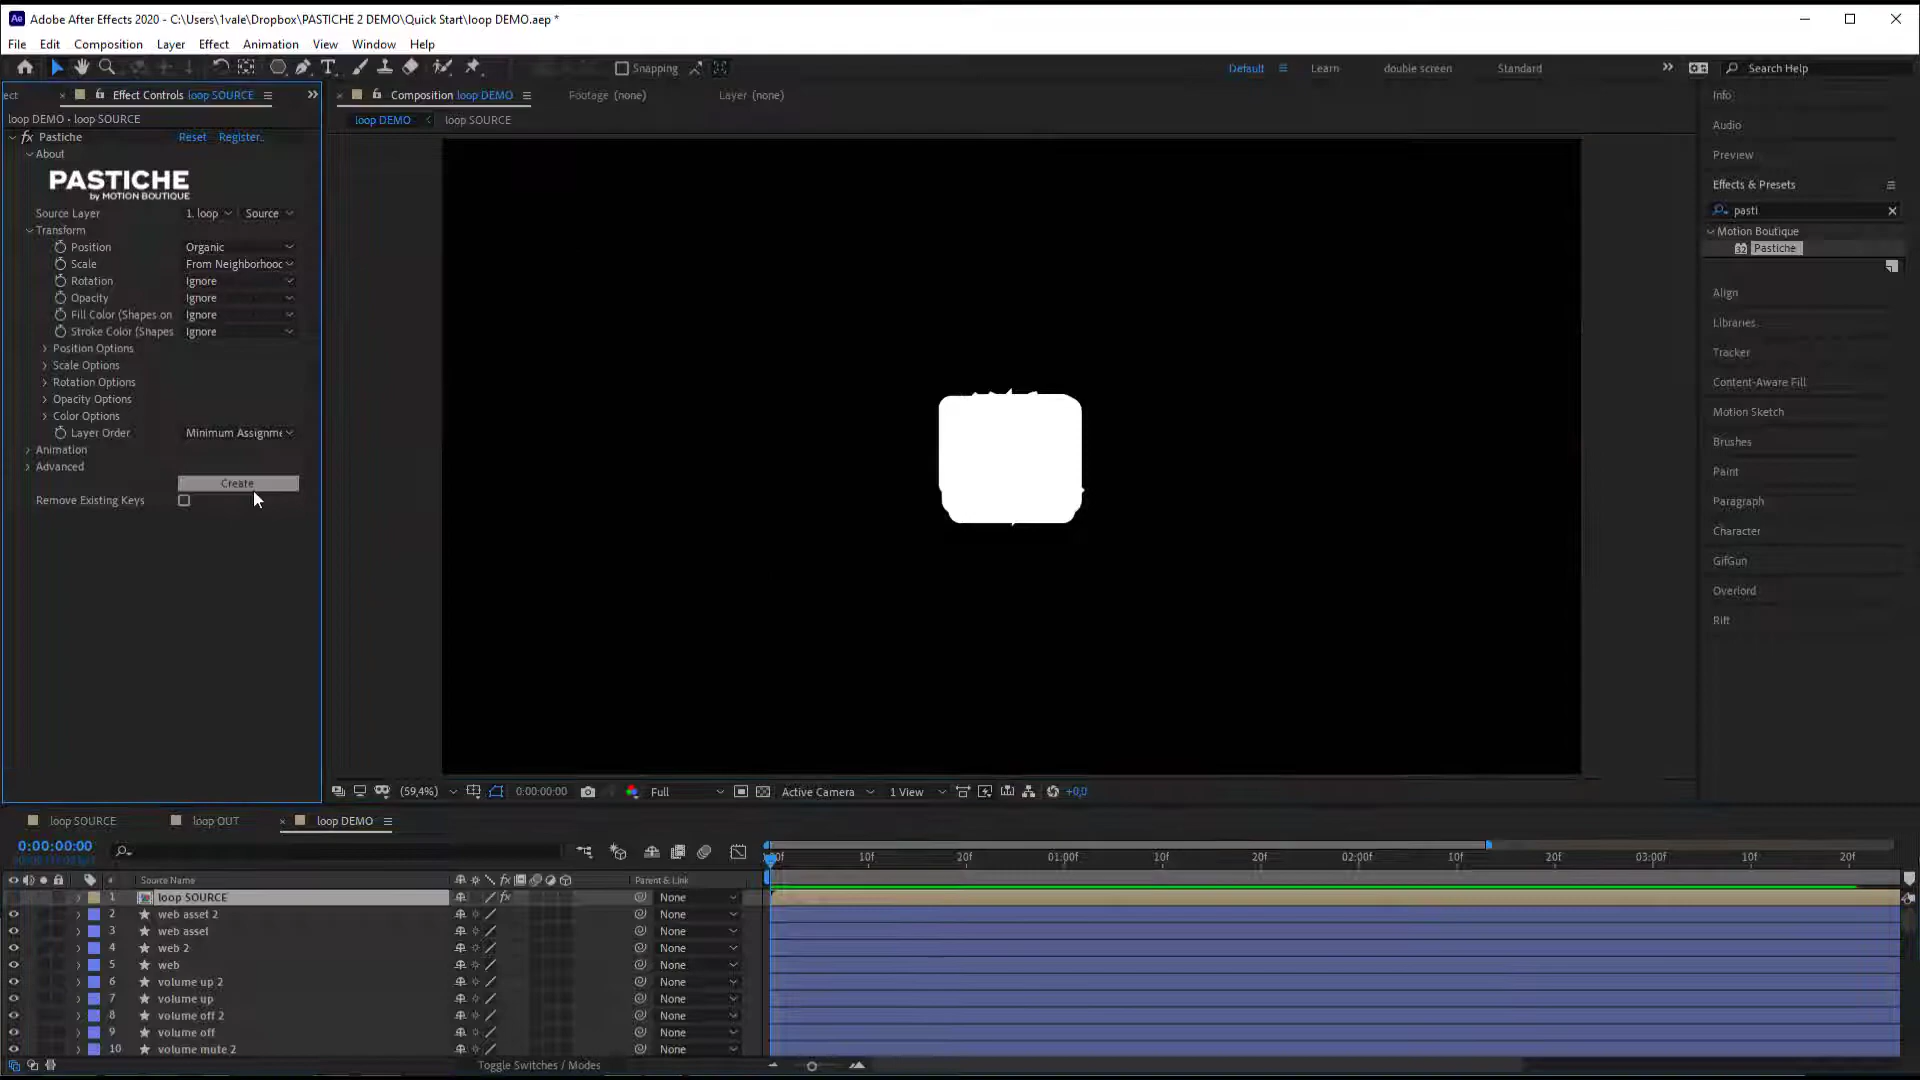 Ae Adobe After Effects 2020 - C:\Users\1vale\Dropbox\PASTICHE 2 DEMO\Quick Start\loop DEMO.aep *
File Edit Composition Layer Effect Animation View Window Help
Snapping Default Learn double screen Standard Search Help
ect Effect Controls loop SOURCE
Composition loop DEMO Footage (none) Layer (none)
loop DEMO • loop SOURCE
loop DEMO loop SOURCE
fx Pastiche Reset Register..
About
PASTICHE
by MOTION BOUTIQUE
Source Layer 1. loop Source
Transform
Position Organic
Scale From Neighborhooc
Rotation Ignore
Opacity Ignore
Fill Color (Shapes on Ignore
Stroke Color (Shapes Ignore
Position Options
Scale Options
Rotation Options
Opacity Options
Color Options
Layer Order Minimum Assignme
Animation
Advanced
Create
Remove Existing Keys
Info
Audio
Preview
Effects & Presets
pasti
Motion Boutique
32 Pastiche
Align
Libraries
Tracker
Content-Aware Fill
Motion Sketch
Brushes
Paint
Paragraph
Character
GifGun
Overlord
Rift
(59,4%) 0:00:00:00 Full Active Camera 1 View +0,0
loop SOURCE loop OUT loop DEMO
0:00:00:00
10f 20f 01:00f 10f 20f 02:00f 10f 20f 03:00f 10f 20f
# Source Name fx Parent & Link
1 loop SOURCE fx None
2 web asset 2 None
3 web asset None
4 web 2 None
5 web None
6 volume up 2 None
7 volume up None
8 volume off 2 None
9 volume off None
10 volume mute 2 None
Toggle Switches / Modes